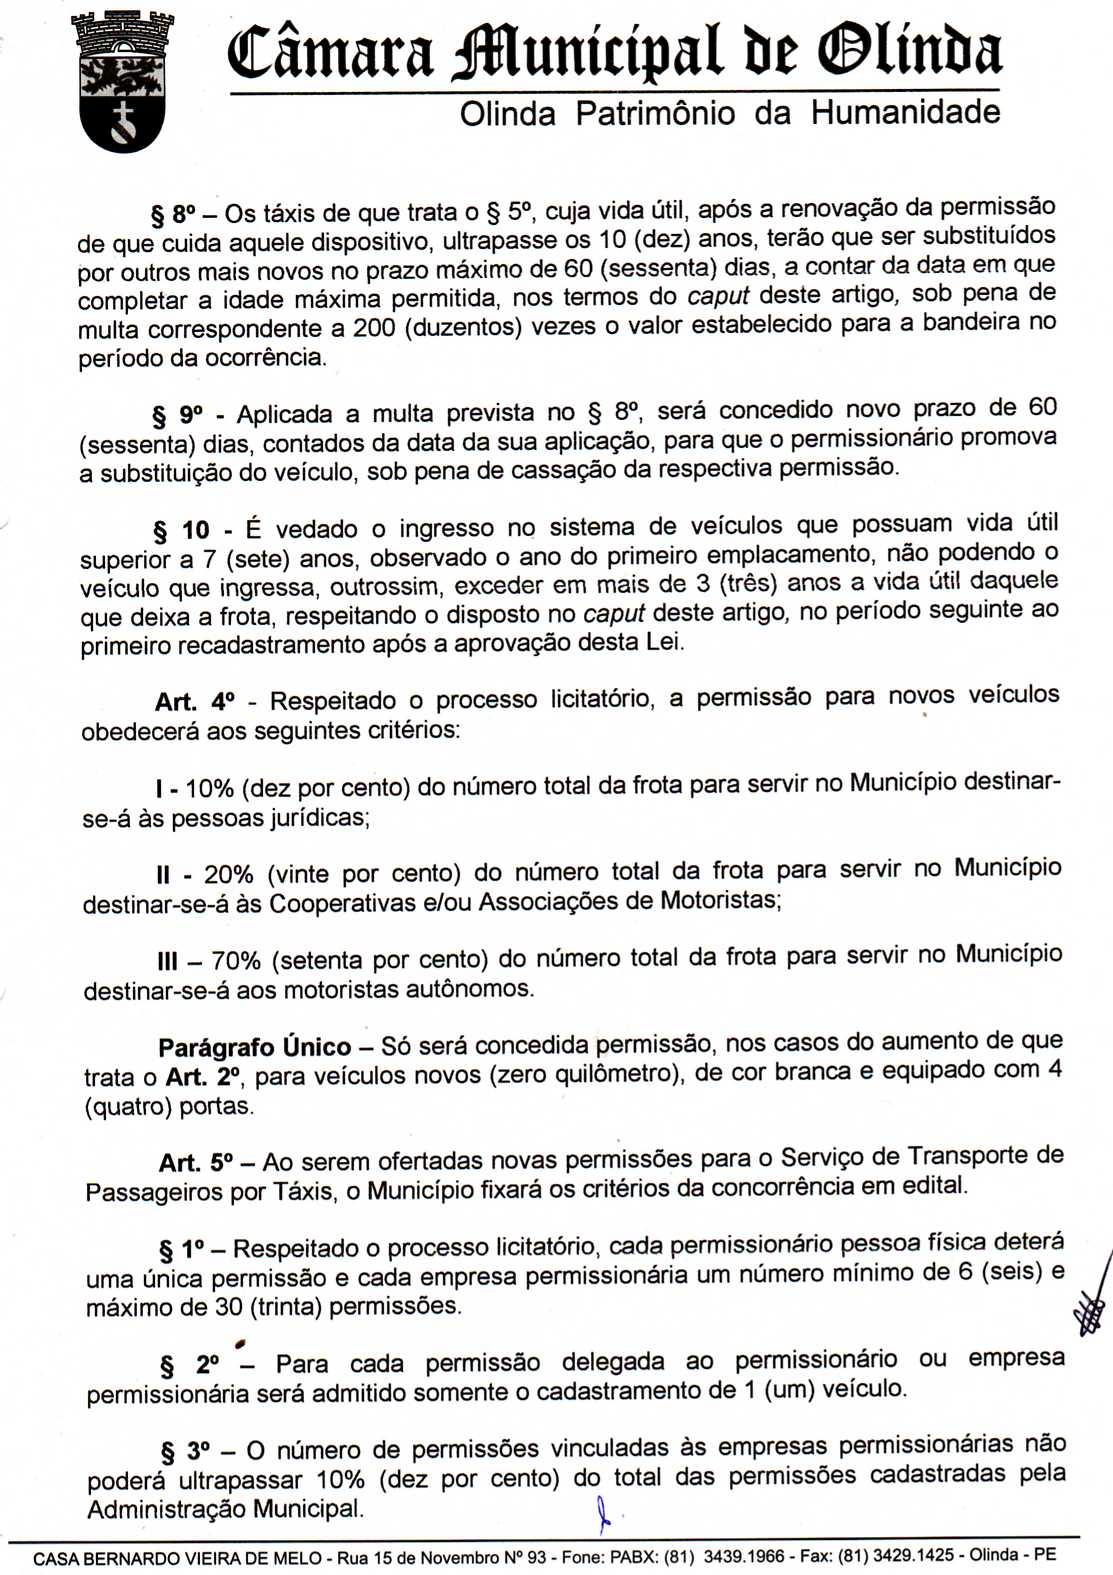 Câmara Municipal de Olinda
Olinda Patrimônio da Humanidade
§ 8º – Os táxis de que trata o § 5º, cuja vida útil, após a renovação da permissão
de que cuida aquele dispositivo, ultrapasse os 10 (dez) anos, terão que ser substituídos
por outros mais novos no prazo máximo de 60 (sessenta) dias, a contar da data em que
completar a idade máxima permitida, nos termos do caput deste artigo, sob pena de
multa correspondente a 200 (duzentos) vezes o valor estabelecido para a bandeira no
período da ocorrência.
§ 9º - Aplicada a multa prevista no § 8º, será concedido novo prazo de 60
(sessenta) dias, contados da data da sua aplicação, para que o permissionário promova
a substituição do veículo, sob pena de cassação da respectiva permissão.
§ 10 - É vedado o ingresso no sistema de veículos que possuam vida útil
superior a 7 (sete) anos, observado o ano do primeiro emplacamento, não podendo o
veículo que ingressa, outrossim, exceder em mais de 3 (três) anos a vida útil daquele
que deixa a frota, respeitando o disposto no caput deste artigo, no período seguinte ao
primeiro recadastramento após a aprovação desta Lei.
Art. 4º - Respeitado o processo licitatório, a permissão para novos veículos
obedecerá aos seguintes critérios:
I - 10% (dez por cento) do número total da frota para servir no Município destinar-
se-á às pessoas jurídicas;
II - 20% (vinte por cento) do número total da frota para servir no Município
destinar-se-á às Cooperativas e/ou Associações de Motoristas;
III – 70% (setenta por cento) do número total da frota para servir no Município
destinar-se-á aos motoristas autônomos.
Parágrafo Único – Só será concedida permissão, nos casos do aumento de que
trata o Art. 2º, para veículos novos (zero quilômetro), de cor branca e equipado com 4
(quatro) portas.
Art. 5º – Ao serem ofertadas novas permissões para o Serviço de Transporte de
Passageiros por Táxis, o Município fixará os critérios da concorrência em edital.
§ 1º – Respeitado o processo licitatório, cada permissionário pessoa física deterá
uma única permissão e cada empresa permissionária um número mínimo de 6 (seis) e
máximo de 30 (trinta) permissões.
§ 2º – Para cada permissão delegada ao permissionário ou empresa
permissionária será admitido somente o cadastramento de 1 (um) veículo.
§ 3º – O número de permissões vinculadas às empresas permissionárias não
poderá ultrapassar 10% (dez por cento) do total das permissões cadastradas pela
Administração Municipal.
CASA BERNARDO VIEIRA DE MELO - Rua 15 de Novembro Nº 93 - Fone: PABX: (81) 3439.1966 - Fax: (81) 3429.1425 - Olinda - PE